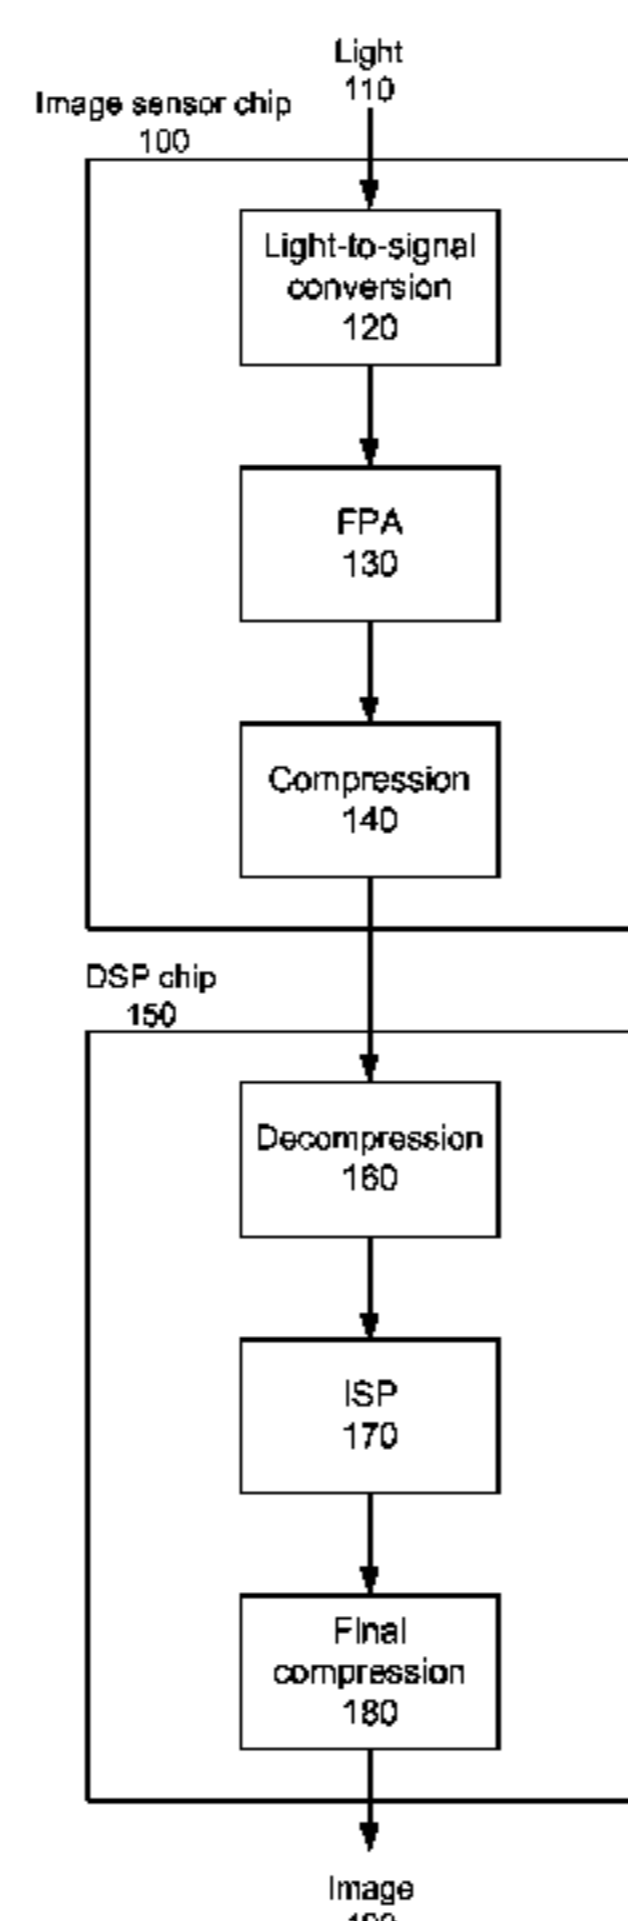 Light
110
Image sensor chip
100
Light-to-signal
conversion
120
FPA
130
Compression
140
DSP chip
150
Decompression
160
ISP
170
Final
compression
180
Image